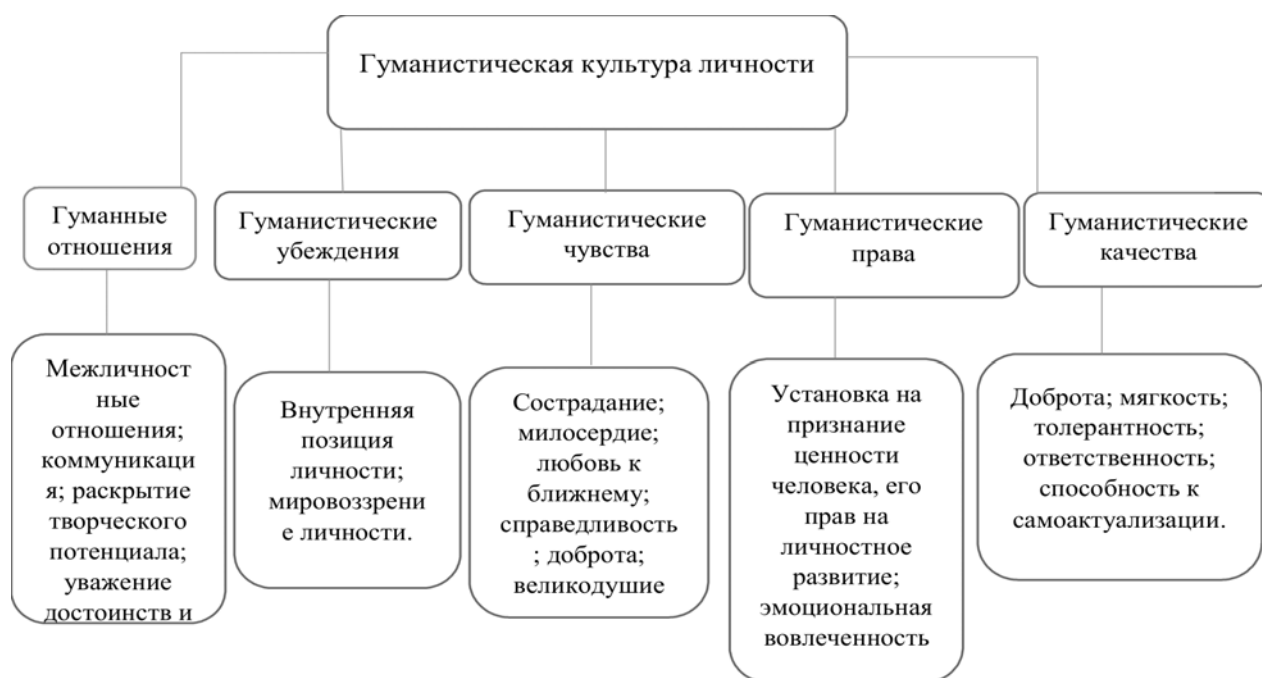 Гуманистическая культура личности
Гуманные
отношения
Гуманистические
убеждения
Гуманистические
чувства
Гуманистические
права
Гуманистические
качества
Межличност
ные
отношения;
коммуникаци
я; раскрытие
творческого
потенциала;
уважение
достоинств и
Внутренняя
позиция
личности;
мировоззрени
е личности.
Сострадание;
милосердие;
любовь к
ближнему;
справедливость
; доброта;
великодушие
Установка на
признание
ценности
человека, его
прав на
личностное
развитие;
эмоциональная
вовлеченность
Доброта; мягкость;
толерантность;
ответственность;
способность к
самоактуализации.